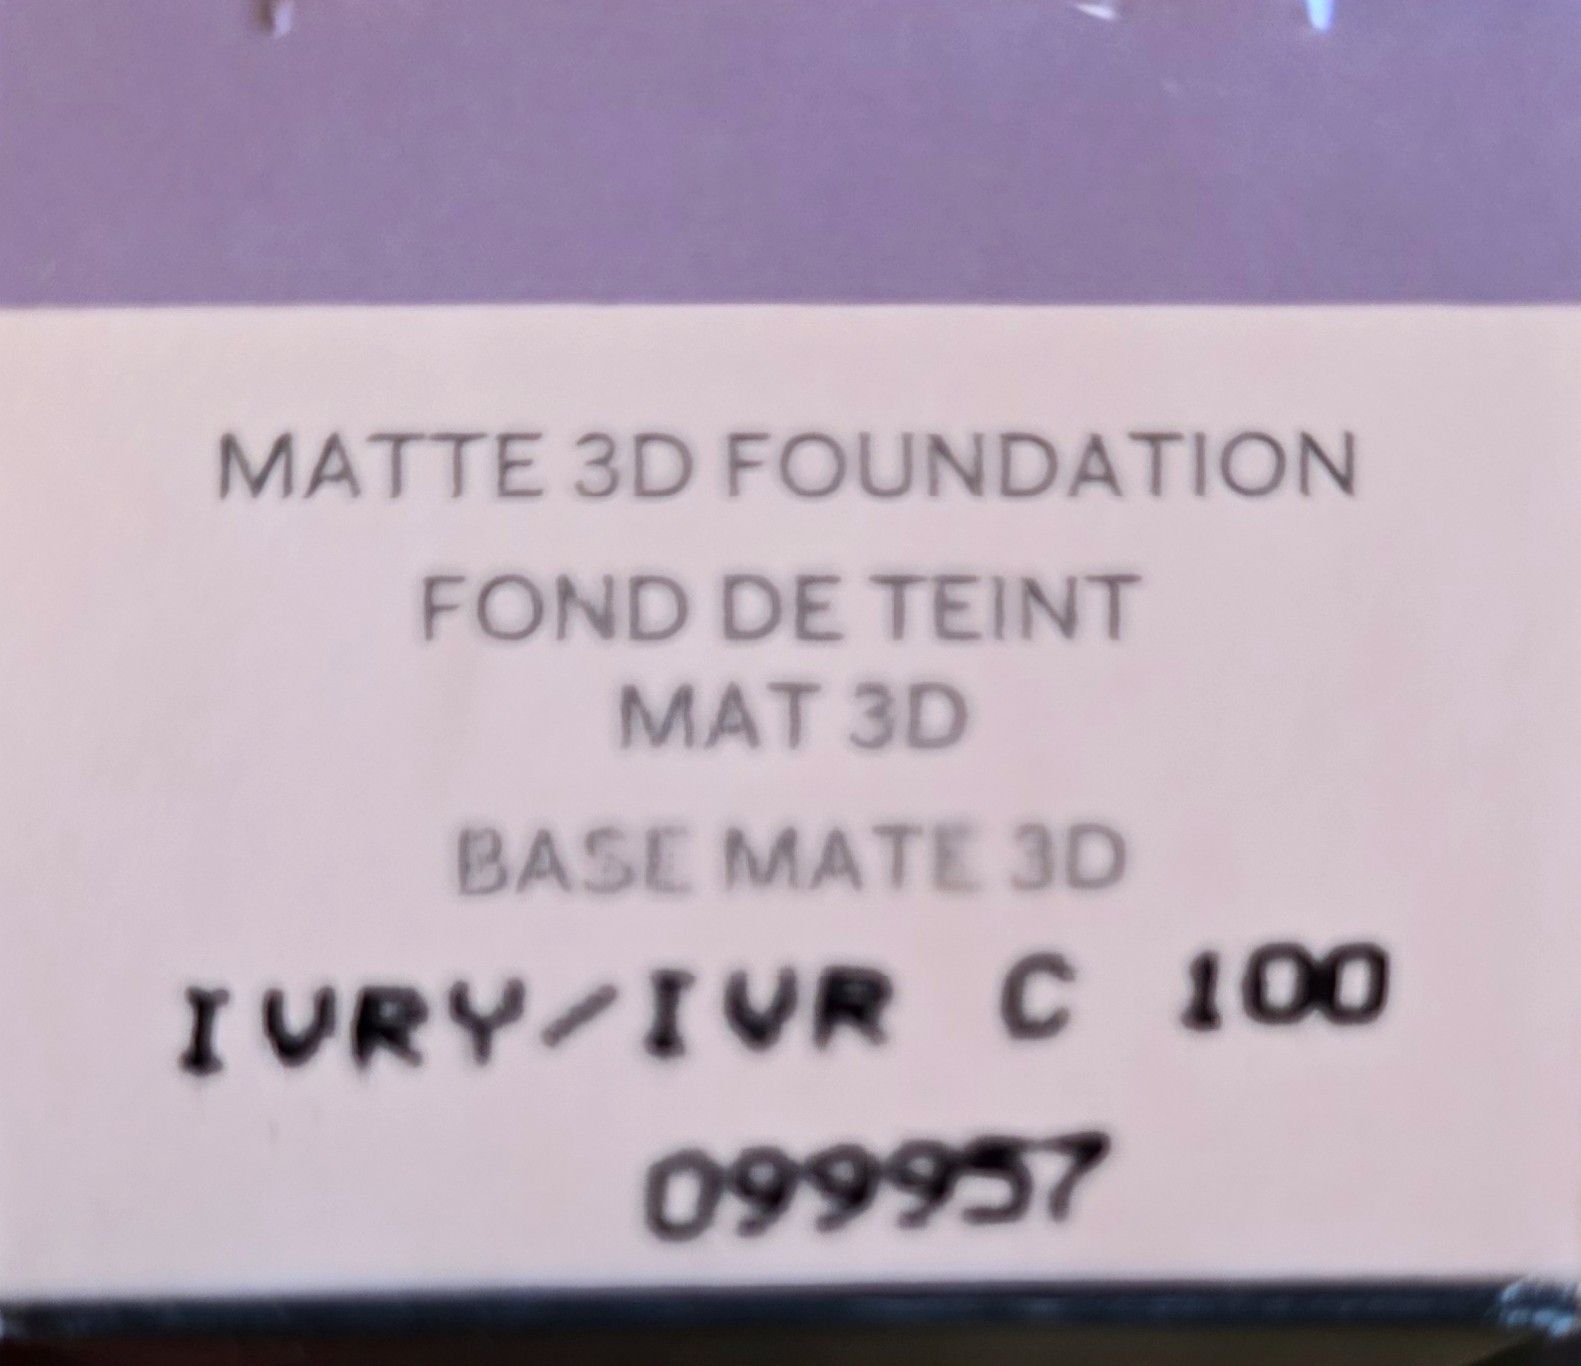 MATTE 3D FOUNDATION
FOND DE TEINT
MAT 3D
BASE MATE 3D
IVRY/IVR C 100
099957